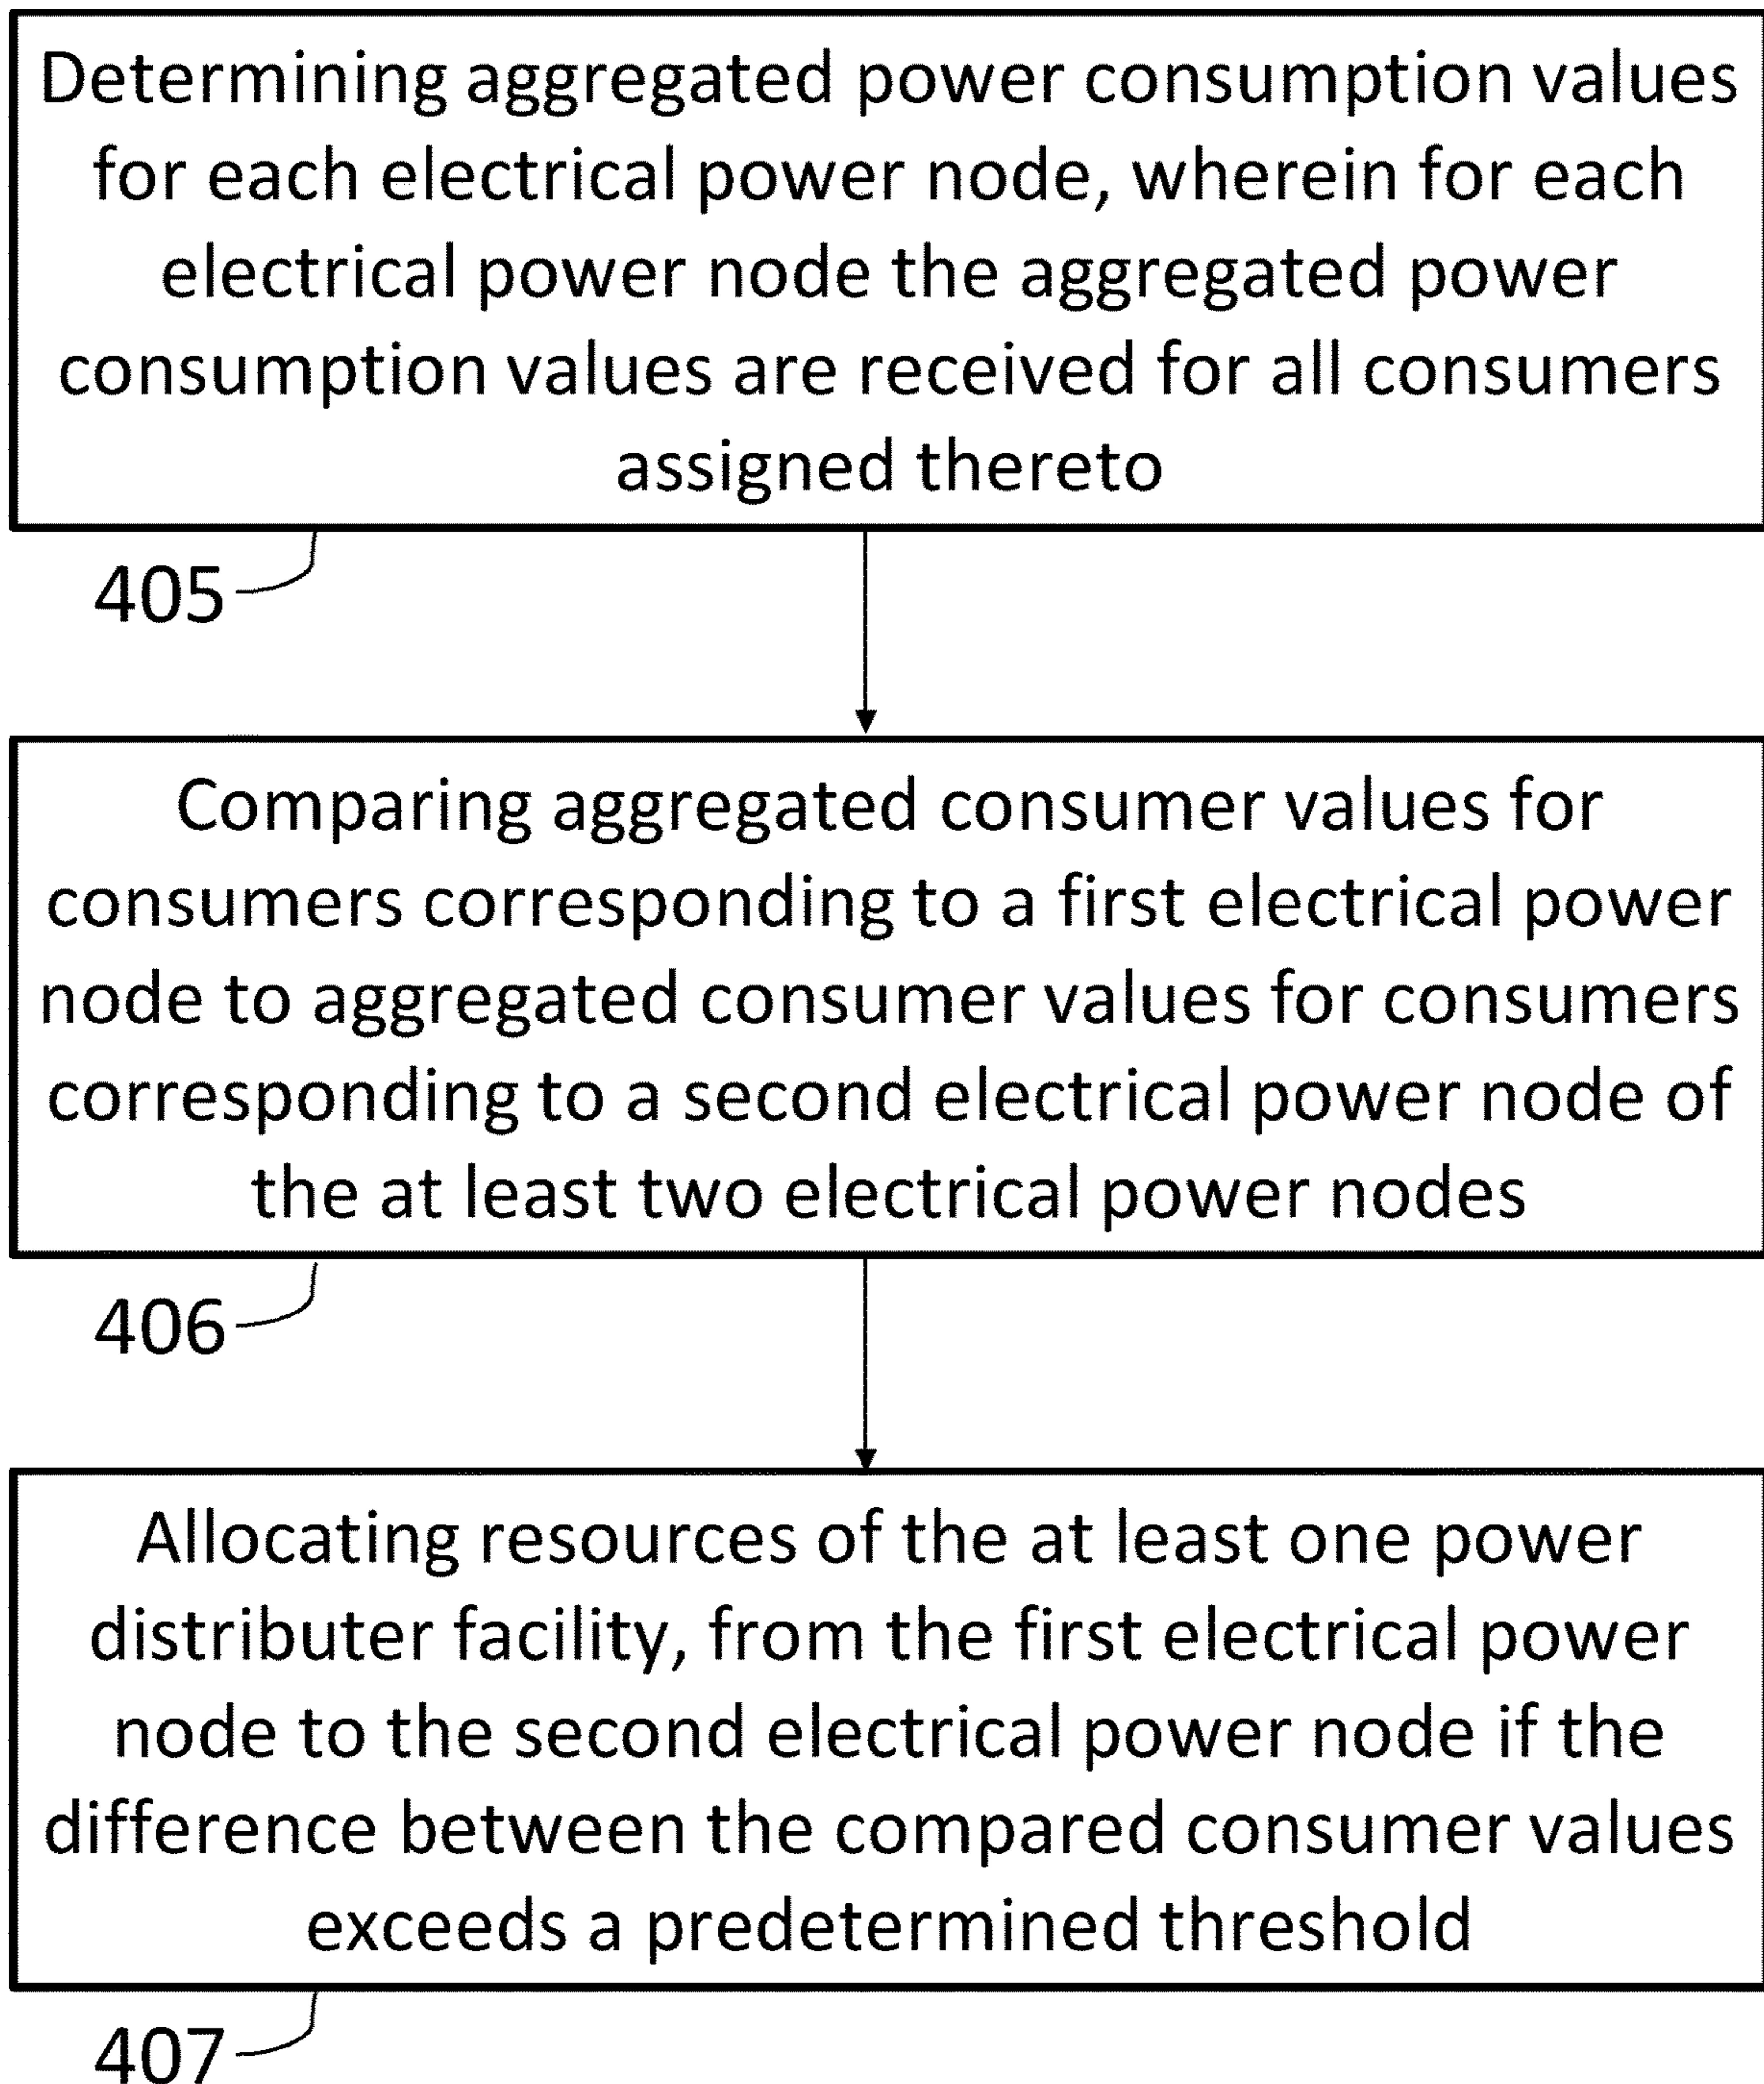 Determining aggregated power consumption values
for each electrical power node, wherein for each
electrical power node the aggregated power
consumption values are received for all consumers
assigned thereto
405
Comparing aggregated consumer values for
consumers corresponding to a first electrical power
node to aggregated consumer values for consumers
corresponding to a second electrical power node of
the at least two electrical power nodes
406
Allocating resources of the at least one power
distributer facility, from the first electrical power
node to the second electrical power node if the
difference between the compared consumer values
exceeds a predetermined threshold
407